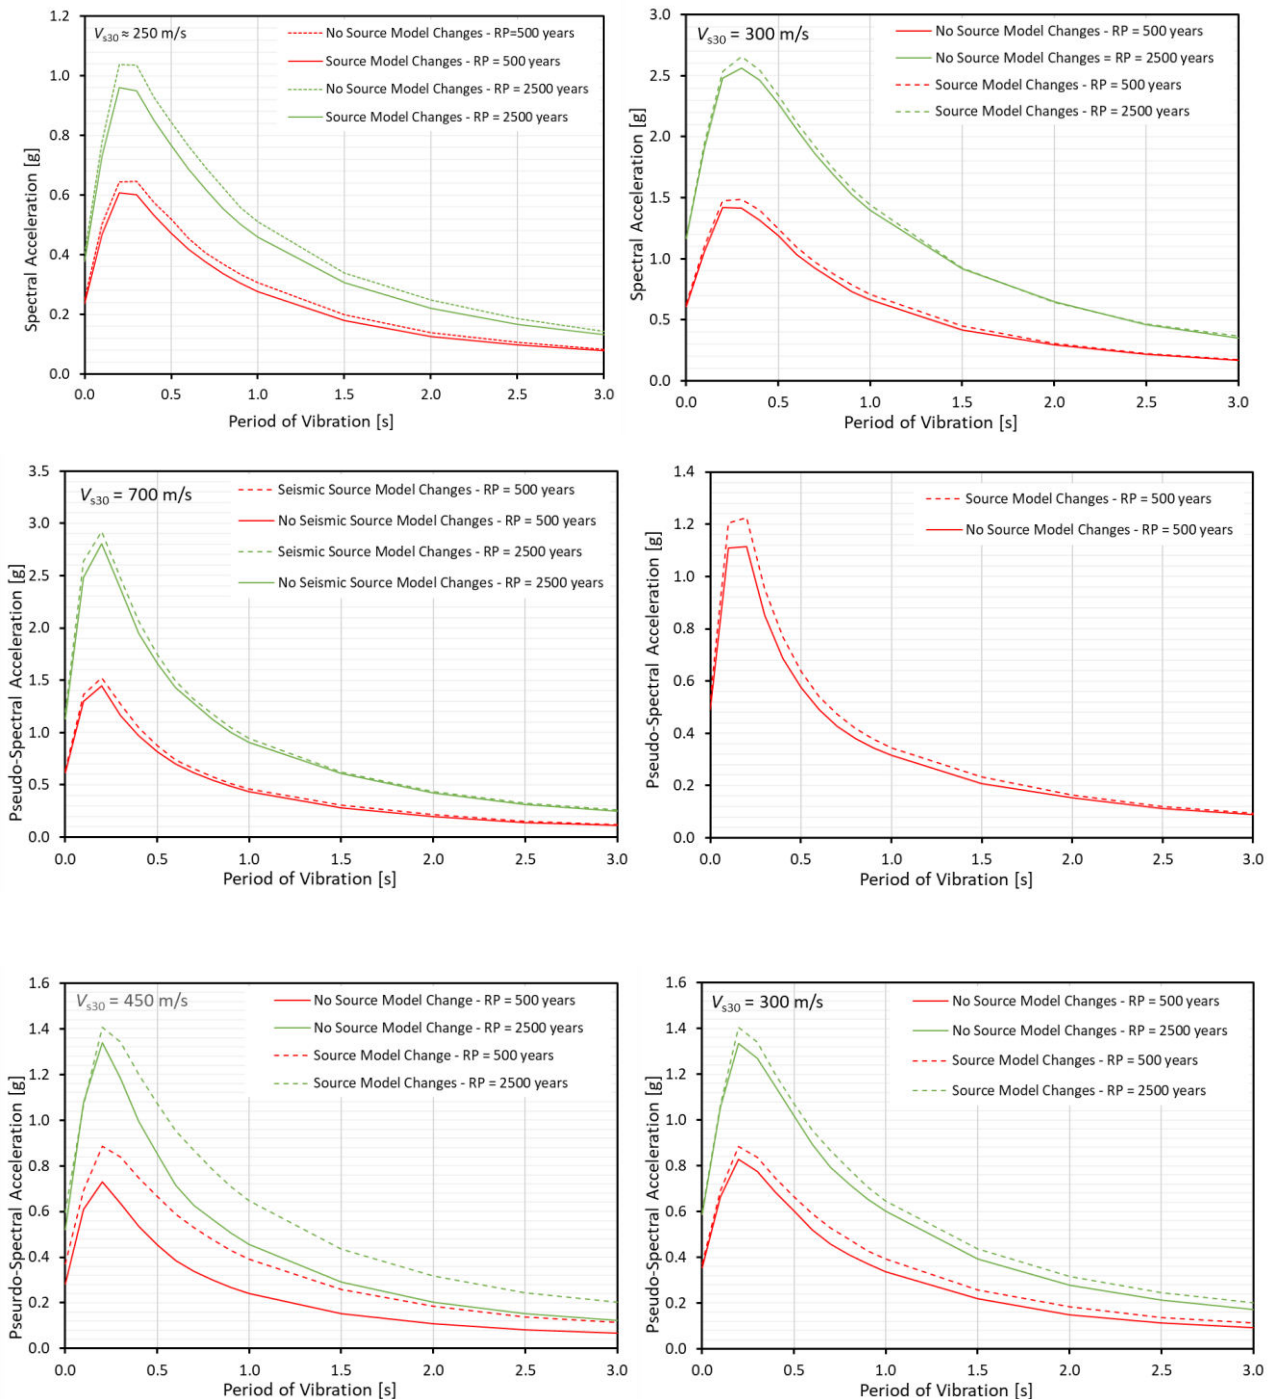 Vs30 ≈ 250 m/s
No Source Model Changes - RP=500 years
Source Model Changes - RP = 500 years
No Source Model Changes - RP = 2500 years
Source Model Changes - RP = 2500 years
Spectral Acceleration [g]
1.2
1.0
0.8
0.6
0.4
0.2
0.0
0.0 0.5 1.0 1.5 2.0 2.5 3.0
Period of Vibration [s]
Vs30 = 300 m/s
No Source Model Changes - RP = 500 years
No Source Model Changes = RP = 2500 years
Source Model Changes - RP = 500 years
Source Model Changes - RP = 2500 years
Spectral Acceleration [g]
3.0
2.5
2.0
1.5
1.0
0.5
0.0
0.0 0.5 1.0 1.5 2.0 2.5 3.0
Period of Vibration [s]
Vs30 = 700 m/s
Seismic Source Model Changes - RP = 500 years
No Seismic Source Model Changes - RP = 500 years
Seismic Source Model Changes - RP = 2500 years
No Seismic Source Model Changes - RP = 2500 years
Pseudo-Spectral Acceleration [g]
3.5
3.0
2.5
2.0
1.5
1.0
0.5
0.0
0.0 0.5 1.0 1.5 2.0 2.5 3.0
Period of Vibration [s]
Source Model Changes - RP = 500 years
No Source Model Changes - RP = 500 years
Pseudo-Spectral Acceleration [g]
1.4
1.2
1.0
0.8
0.6
0.4
0.2
0.0
0.0 0.5 1.0 1.5 2.0 2.5 3.0
Period of Vibration [s]
Vs30 = 450 m/s
No Source Model Change - RP = 500 years
No Source Model Change - RP = 2500 years
Source Model Change - RP = 500 years
Source Model Changes - RP = 2500 years
Pseurdo-Spectral Acceleration [g]
1.6
1.4
1.2
1.0
0.8
0.6
0.4
0.2
0.0
0.0 0.5 1.0 1.5 2.0 2.5 3.0
Period of Vibration [s]
Vs30 = 300 m/s
No Source Model Changes - RP = 500 years
No Source Model Changes - RP = 2500 years
Source Model Changes - RP = 500 years
Source Model Changes - RP = 2500 years
Pseudo-Spectral Acceleration [g]
1.6
1.4
1.2
1.0
0.8
0.6
0.4
0.2
0.0
0.0 0.5 1.0 1.5 2.0 2.5 3.0
Period of Vibration [s]